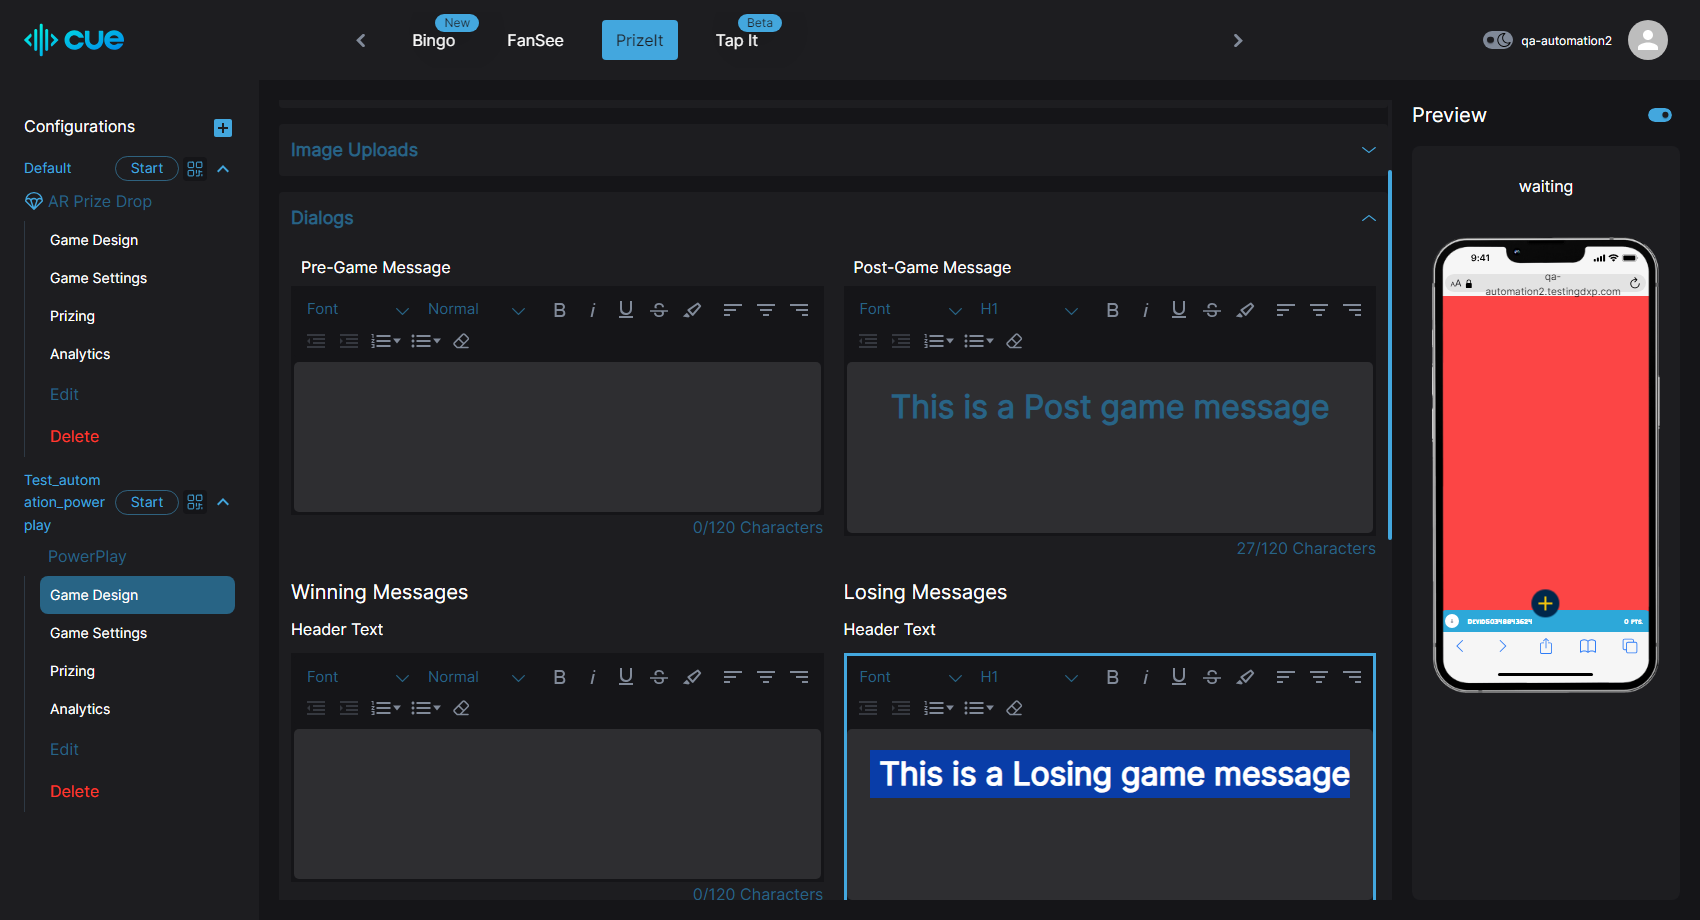 cue
New
Bingo
FanSee
PrizeIt
Beta
Tap It
qa-automation2
Configurations
Default
Start
AR Prize Drop
Game Design
Game Settings
Prizing
Analytics
Edit
Delete
Test_autom
ation_power
play
Start
PowerPlay
Game Design
Game Settings
Prizing
Analytics
Edit
Delete
Image Uploads
Dialogs
Pre-Game Message
Font Normal B i U S
0/120 Characters
Post-Game Message
Font H1 B i U S
This is a Post game message
27/120 Characters
Winning Messages
Header Text
Font Normal B i U S
0/120 Characters
Losing Messages
Header Text
Font H1 B i U S
This is a Losing game message
Preview
waiting
9:41
AA
qa-
automation2.testingdxp.com
0 PTS.